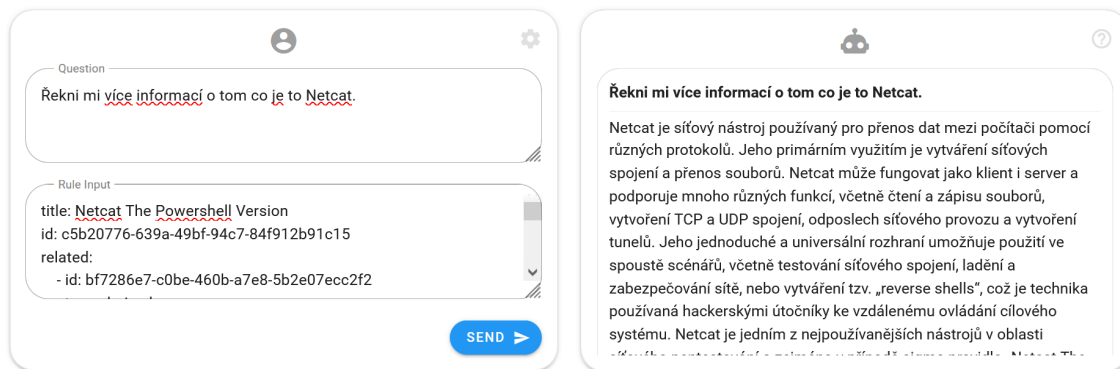 Question
Řekni mi více informací o tom co je to Netcat.
Rule Input
title: Netcat The Powershell Version
id: c5b20776-639a-49bf-94c7-84f912b91c15
related:
- id: bf7286e7-c0be-460b-a7e8-5b2e07ecc2f2
SEND
Řekni mi více informací o tom co je to Netcat.
Netcat je síťový nástroj používaný pro přenos dat mezi počítači pomocí
různých protokolů. Jeho primárním využitím je vytváření síťových
spojení a přenos souborů. Netcat může fungovat jako klient i server a
podporuje mnoho různých funkcí, včetně čtení a zápisu souborů,
vytvoření TCP a UDP spojení, odposlech síťového provozu a vytvoření
tunelů. Jeho jednoduché a universální rozhraní umožňuje použití ve
spoustě scénářů, včetně testování síťového spojení, ladění a
zabezpečování sítě, nebo vytváření tzv. „reverse shells“, což je technika
používaná hackerskými útočníky ke vzdálenému ovládání cílového
systému. Netcat je jedním z nejpoužívanějších nástrojů v oblasti